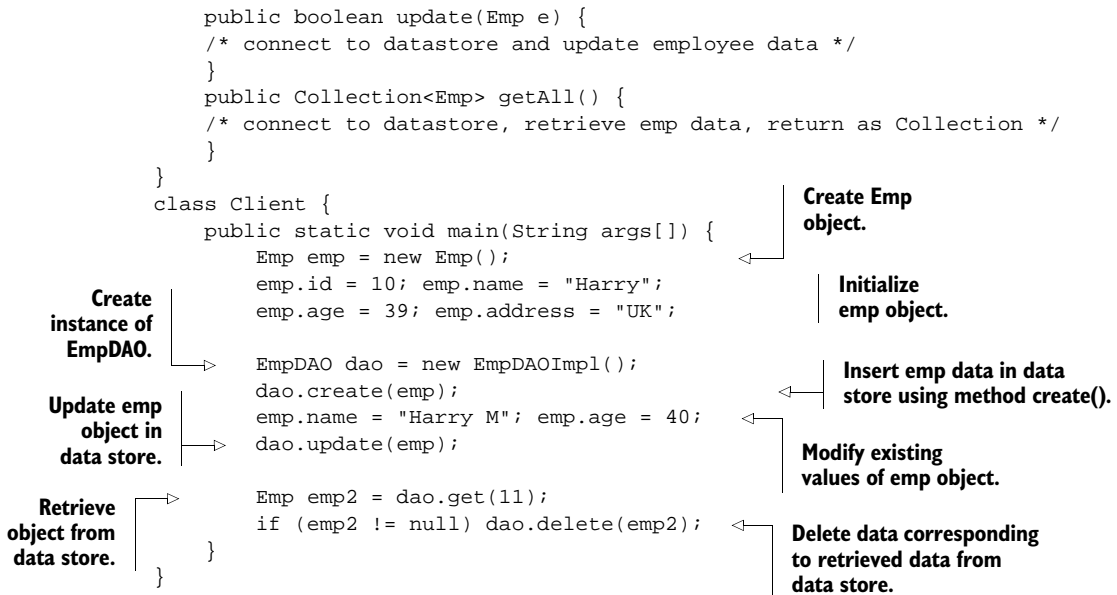 public boolean update(Emp e) {
/* connect to datastore and update employee data */
}
public Collection<Emp> getAll() {
/* connect to datastore, retrieve emp data, return as Collection */
}
}
class Client {
public static void main(String args[]) {
Emp emp = new Emp();
emp.id = 10; emp.name = "Harry";
emp.age = 39; emp.address = "UK";
EmpDAO dao = new EmpDAOImpl();
dao.create(emp);
emp.name = "Harry M"; emp.age = 40;
dao.update(emp);
Emp emp2 = dao.get(11);
if (emp2 != null) dao.delete(emp2);
}
}
Create Emp
object.
Initialize
emp object.
Create
instance of
EmpDAO.
Insert emp data in data
store using method create().
Update emp
object in
data store.
Modify existing
values of emp object.
Retrieve
object from
data store.
Delete data corresponding
to retrieved data from
data store.